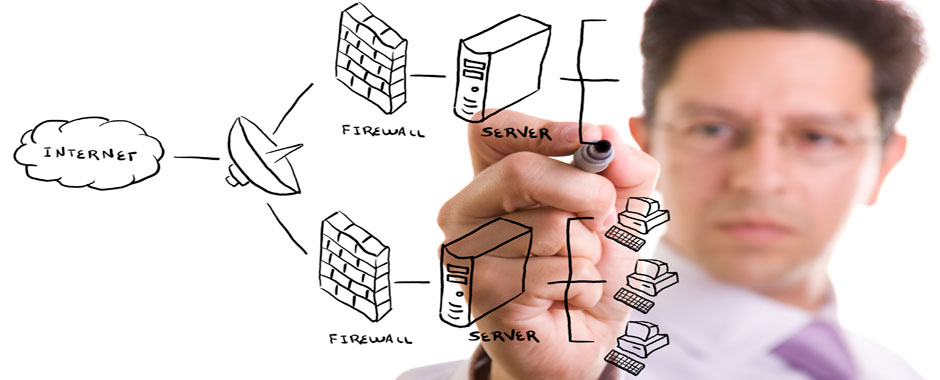 FIREWALL
SERVER
INTERNET
FIREWALL
SERVER